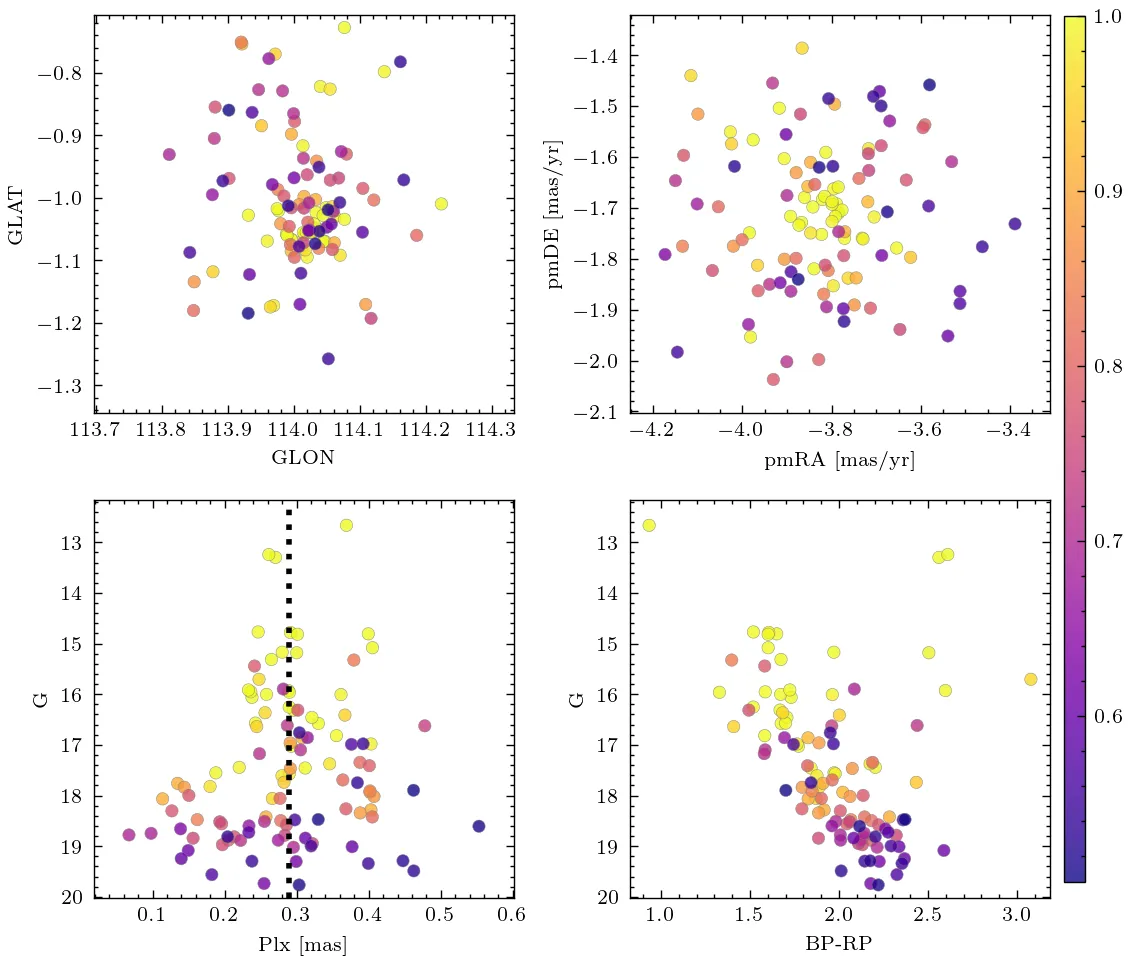 −0.8
−0.9
−1.0
−1.1
−1.2
−1.3
GLAT
113.7 113.8 113.9 114.0 114.1 114.2 114.3
GLON
−1.4
−1.5
−1.6
−1.7
−1.8
−1.9
−2.0
−2.1
pmDE [mas/yr]
−4.2 −4.0 −3.8 −3.6 −3.4
pmRA [mas/yr]
1.0
0.9
0.8
0.7
0.6
13
14
15
16
17
18
19
20
G
0.1 0.2 0.3 0.4 0.5 0.6
Plx [mas]
13
14
15
16
17
18
19
20
G
1.0 1.5 2.0 2.5 3.0
BP-RP